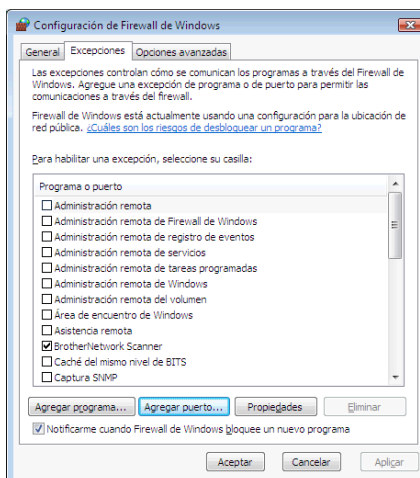 Configuración de Firewall de Windows
General Excepciones Opciones avanzadas
Las excepciones controlan cómo se comunican los programas a través del Firewall de
Windows. Agregue una excepción de programa o de puerto para permitir las
comunicaciones a través del firewall.
Firewall de Windows está actualmente usando una configuración para la ubicación de
red pública. ¿Cuáles son los riesgos de desbloquear un programa?
Para habilitar una excepción, seleccione su casilla:
Programa o puerto
Administración remota
Administración remota de Firewall de Windows
Administración remota de registro de eventos
Administración remota de servicios
Administración remota de tareas programadas
Administración remota de Windows
Administración remota del volumen
Área de encuentro de Windows
Asistencia remota
BrotherNetwork Scanner
Caché del mismo nivel de BITS
Captura SNMP
Agregar programa... Agregar puerto... Propiedades Eliminar
Notificarme cuando Firewall de Windows bloquee un nuevo programa
Aceptar Cancelar Aplicar